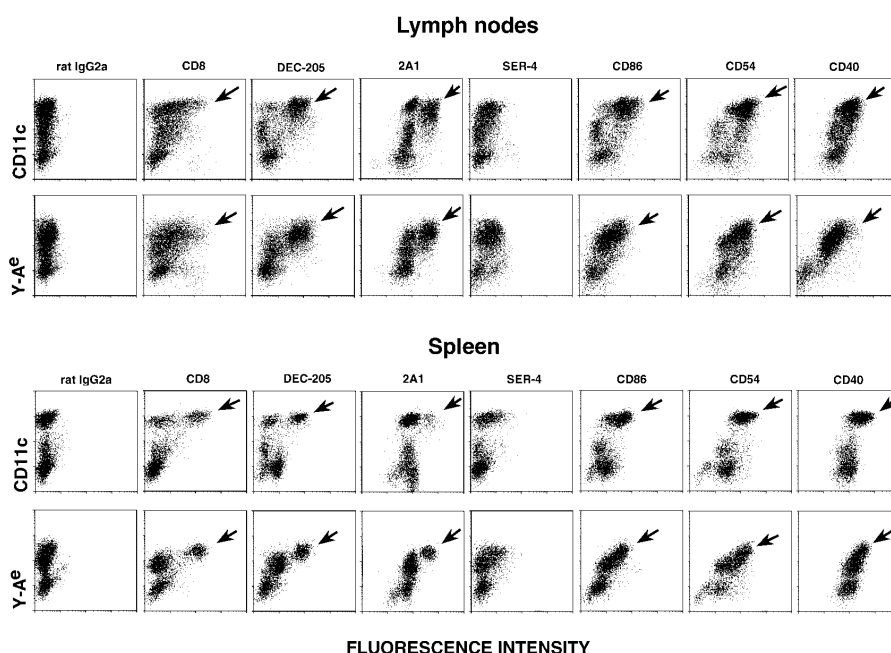 Lymph nodes
rat IgG2a CD8 DEC-205 2A1 SER-4 CD86 CD54 CD40
CD11c
Y-Ae
Spleen
rat IgG2a CD8 DEC-205 2A1 SER-4 CD86 CD54 CD40
CD11c
Y-Ae
FLUORESCENCE INTENSITY